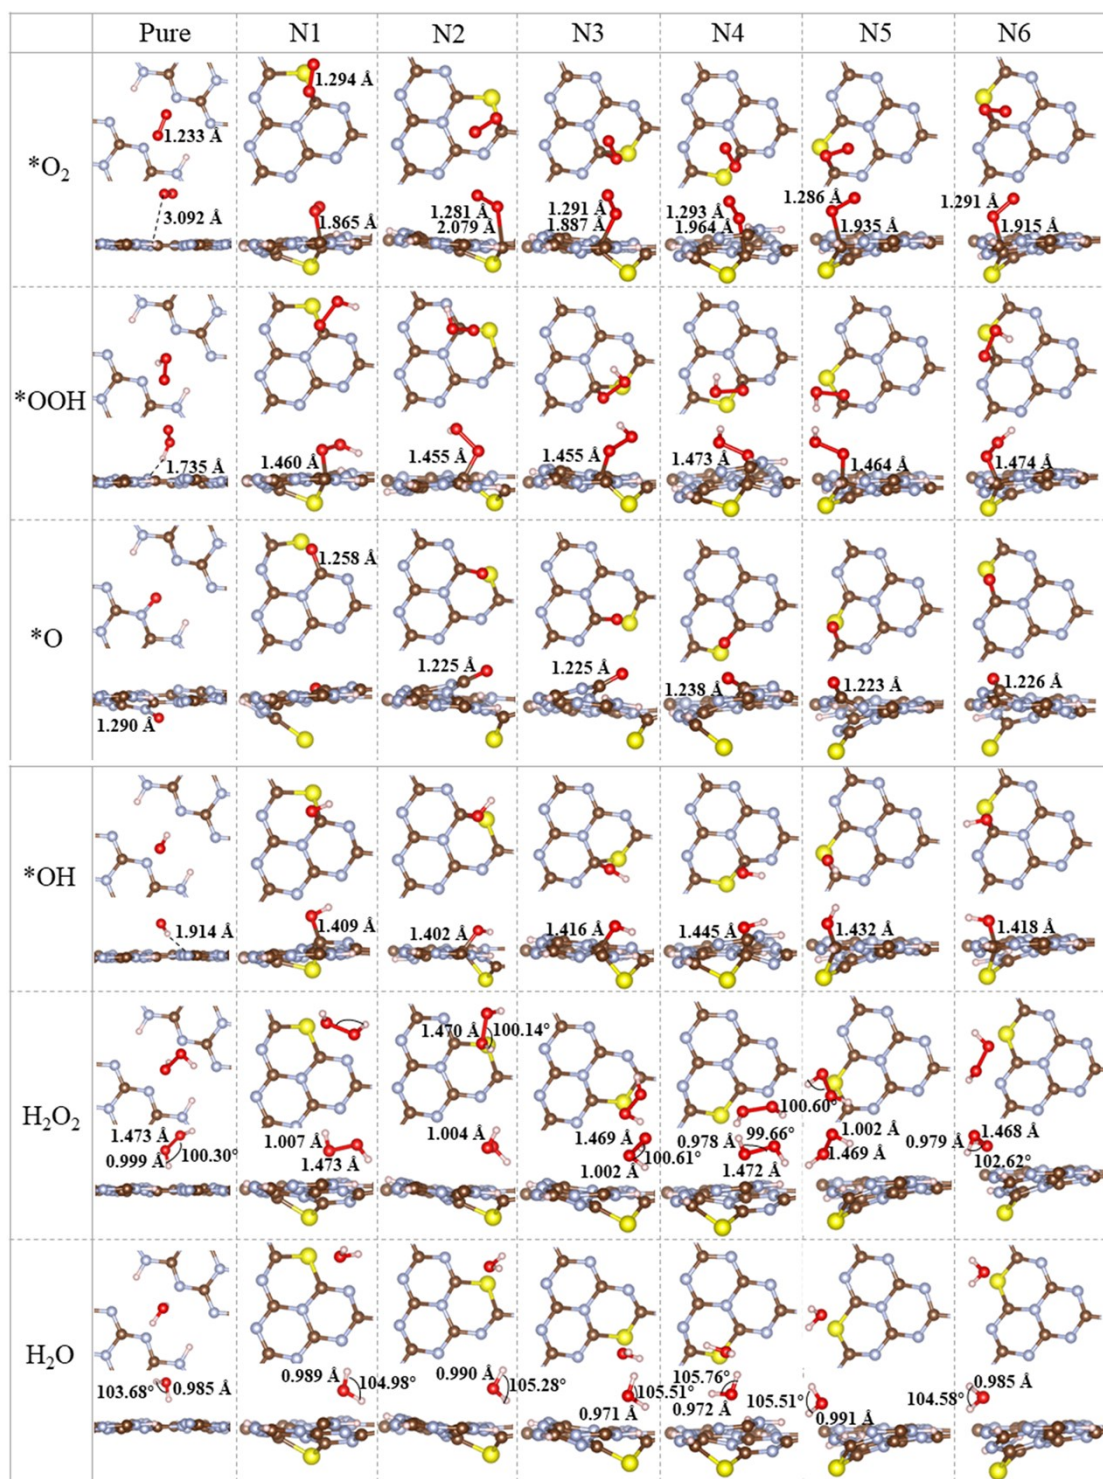 Pure N1 N2 N3 N4 N5 N6
*O2
1.233 Å
3.092 Å
1.294 Å
1.865 Å
1.281 Å
2.079 Å
1.291 Å
1.887 Å
1.293 Å
1.964 Å
1.286 Å
1.935 Å
1.291 Å
1.915 Å
*OOH
1.735 Å
1.460 Å
1.455 Å
1.455 Å
1.473 Å
1.464 Å
1.474 Å
*O
1.290 Å
1.258 Å
1.225 Å
1.225 Å
1.238 Å
1.223 Å
1.226 Å
*OH
1.914 Å
1.409 Å
1.402 Å
1.416 Å
1.445 Å
1.432 Å
1.418 Å
H2O2
1.473 Å
0.999 Å
100.30°
1.007 Å
1.473 Å
1.470 Å
100.14°
1.004 Å
1.469 Å
100.61°
1.002 Å
0.978 Å
99.66°
1.472 Å
100.60°
1.002 Å
1.469 Å
0.979 Å
1.468 Å
102.62°
H2O
103.68°
0.985 Å
0.989 Å
104.98°
0.990 Å
105.28°
105.51°
0.971 Å
105.76°
0.972 Å
105.51°
0.991 Å
0.985 Å
104.58°